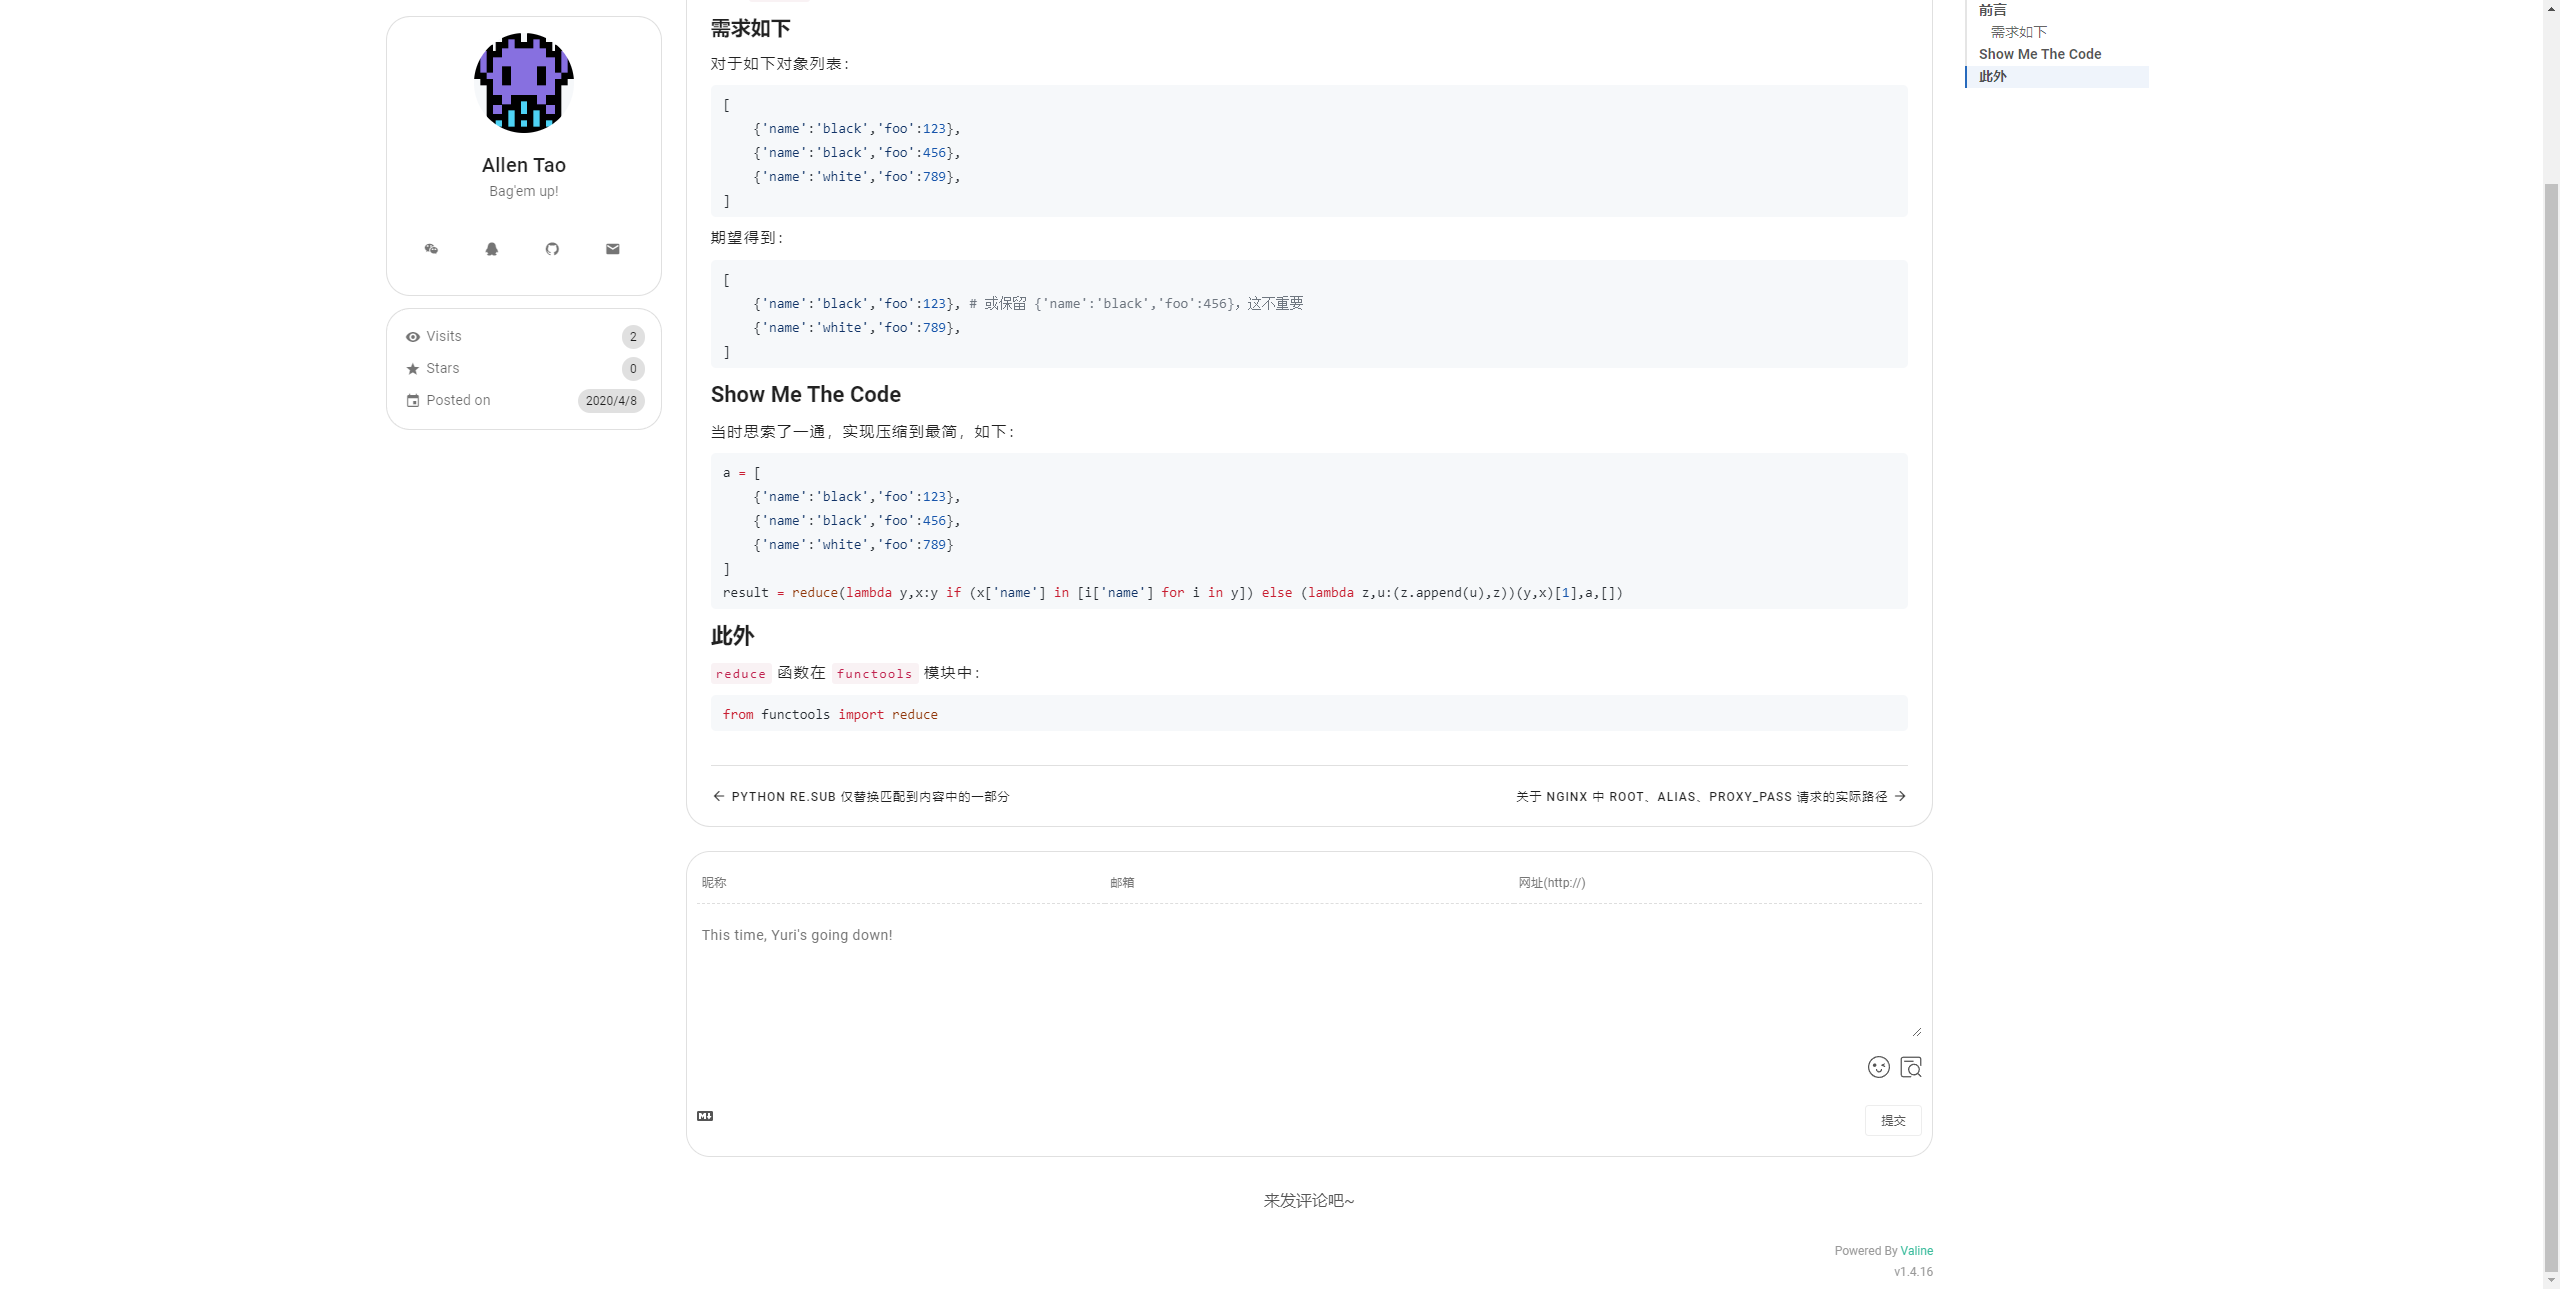 Allen Tao
Bag'em up!
Visits 2
Stars 0
Posted on 2020/4/8
需求如下
对于如下对象列表：
[
    {'name':'black','foo':123},
    {'name':'black','foo':456},
    {'name':'white','foo':789},
]
期望得到：
[
    {'name':'black','foo':123}, # 或保留 {'name':'black','foo':456}，这不重要
    {'name':'white','foo':789},
]
Show Me The Code
当时思索了一通，实现压缩到最简，如下：
a = [
    {'name':'black','foo':123},
    {'name':'black','foo':456},
    {'name':'white','foo':789}
]
result = reduce(lambda y,x:y if (x['name'] in [i['name'] for i in y]) else (lambda z,u:(z.append(u),z))(y,x)[1],a,[])
此外
reduce 函数在 functools 模块中：
from functools import reduce
PYTHON RE.SUB 仅替换匹配到内容中的一部分
关于 NGINX 中 ROOT、ALIAS、PROXY_PASS 请求的实际路径
昵称 邮箱 网址(http://)
This time, Yuri's going down!
M
提交
来发评论吧~
Powered By Valine
v1.4.16
前言
需求如下
Show Me The Code
此外